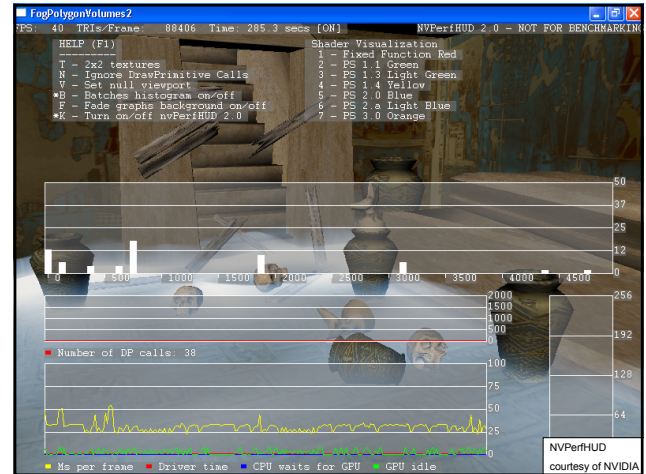 FogPolygonVolumes2
FPS: 40 TRIs/Frame: 88406 Time: 285.3 secs [ON] NVPerfHUD 2.0 - NOT FOR BENCHMARKING
HELP (F1)
----------
T - 2x2 textures
N - Ignore DrawPrimitive Calls
V - Set null viewport
*B - Batches histogram on/off
F - Fade graphs background on/off
*K - Turn on/off nvPerfHUD 2.0
Shader Visualization
1 - Fixed Function Red
2 - PS 1.1 Green
3 - PS 1.3 Light Green
4 - PS 1.4 Yellow
5 - PS 2.0 Blue
6 - PS 2.a Light Blue
7 - PS 3.0 Orange
50
37
25
12
0
0 500 1000 1500 2000 2500 3000 3500 4000 4500
2000
1500
1000
500
0
Number of DP calls: 38
256
192
128
64
100
75
50
25
0
Ms per frame Driver time CPU waits for GPU GPU idle
NVPerfHUD
courtesy of NVIDIA